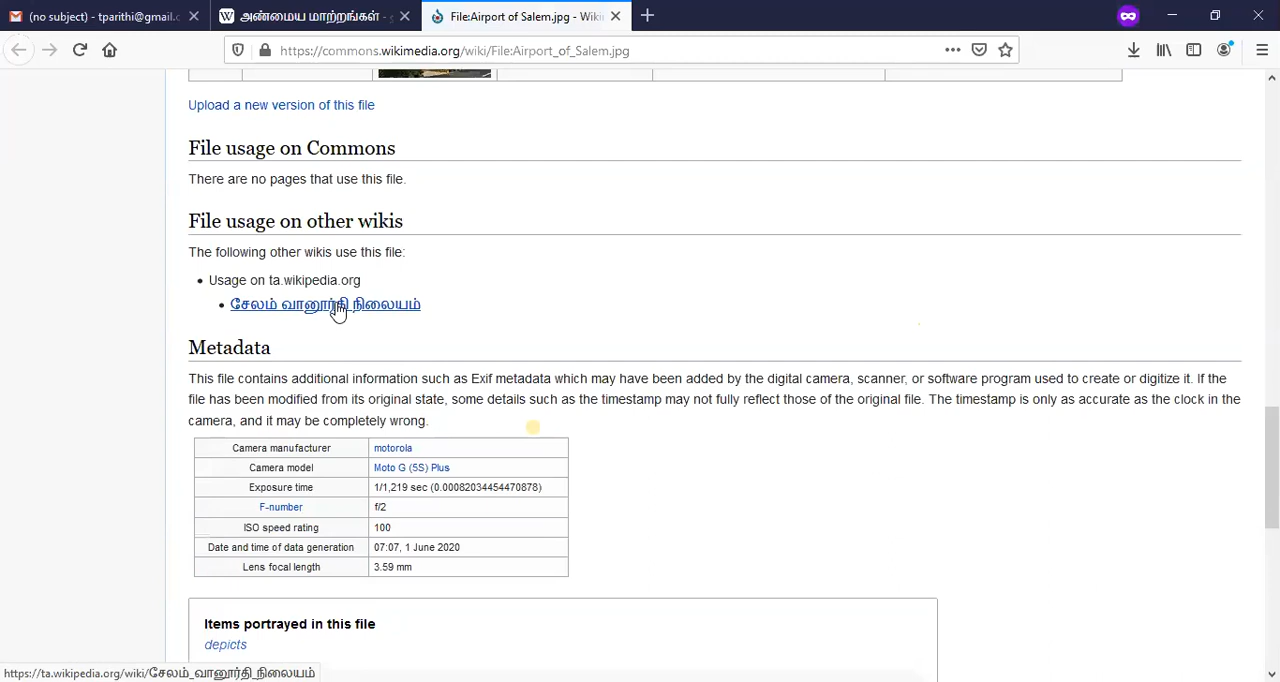 (no subject) - tparithi@gmail.c
அண்மைய மாற்றங்கள் -
File:Airport of Salem.jpg - Wiki
https://commons.wikimedia.org/wiki/File:Airport_of_Salem.jpg
Upload a new version of this file
File usage on Commons
There are no pages that use this file.
File usage on other wikis
The following other wikis use this file:
Usage on ta.wikipedia.org
சேலம் வானூர்தி நிலையம்
Metadata
This file contains additional information such as Exif metadata which may have been added by the digital camera, scanner, or software program used to create or digitize it. If the
file has been modified from its original state, some details such as the timestamp may not fully reflect those of the original file. The timestamp is only as accurate as the clock in the
camera, and it may be completely wrong.
Camera manufacturer motorola
Camera model Moto G (5S) Plus
Exposure time 1/1,219 sec (0.00082034454470878)
F-number f/2
ISO speed rating 100
Date and time of data generation 07:07, 1 June 2020
Lens focal length 3.59 mm
Items portrayed in this file
depicts
https://ta.wikipedia.org/wiki/சேலம்_வானூர்தி_நிலையம்